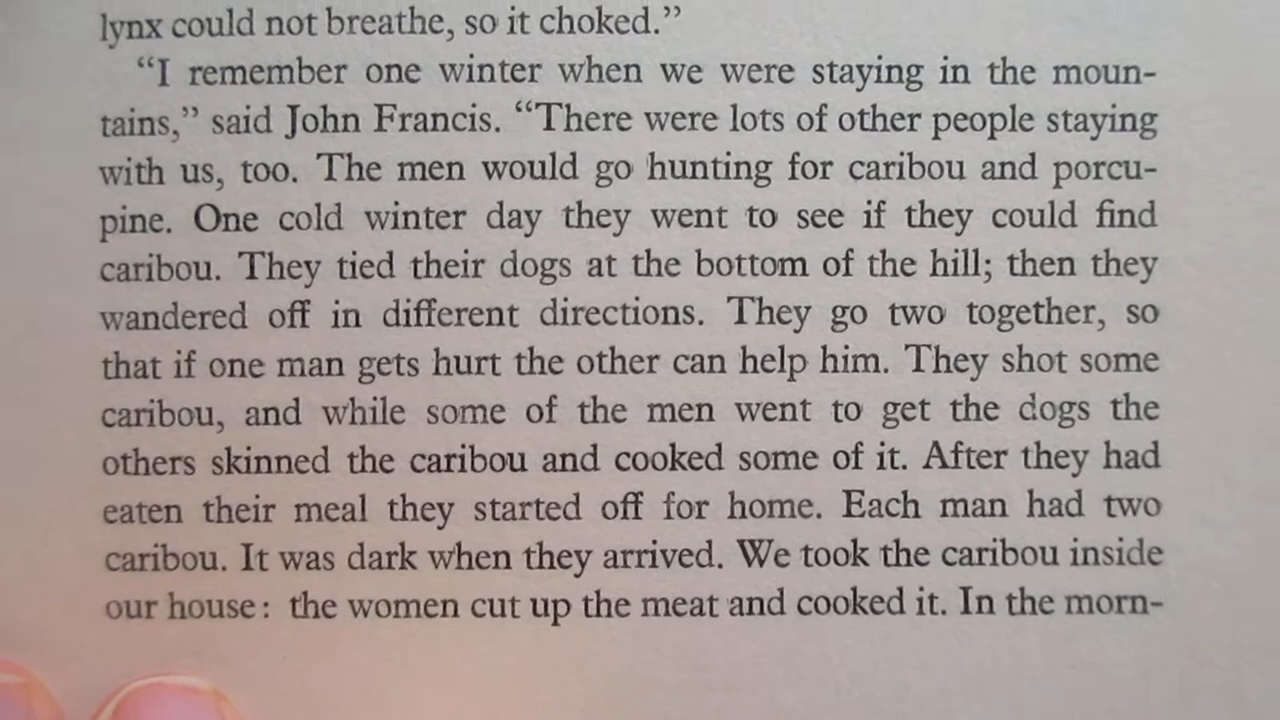 lynx could not breathe, so it choked.”
“I remember one winter when we were staying in the moun-
tains,” said John Francis. “There were lots of other people staying
with us, too. The men would go hunting for caribou and porcu-
pine. One cold winter day they went to see if they could find
caribou. They tied their dogs at the bottom of the hill; then they
wandered off in different directions. They go two together, so
that if one man gets hurt the other can help him. They shot some
caribou, and while some of the men went to get the dogs the
others skinned the caribou and cooked some of it. After they had
eaten their meal they started off for home. Each man had two
caribou. It was dark when they arrived. We took the caribou inside
our house: the women cut up the meat and cooked it. In the morn-